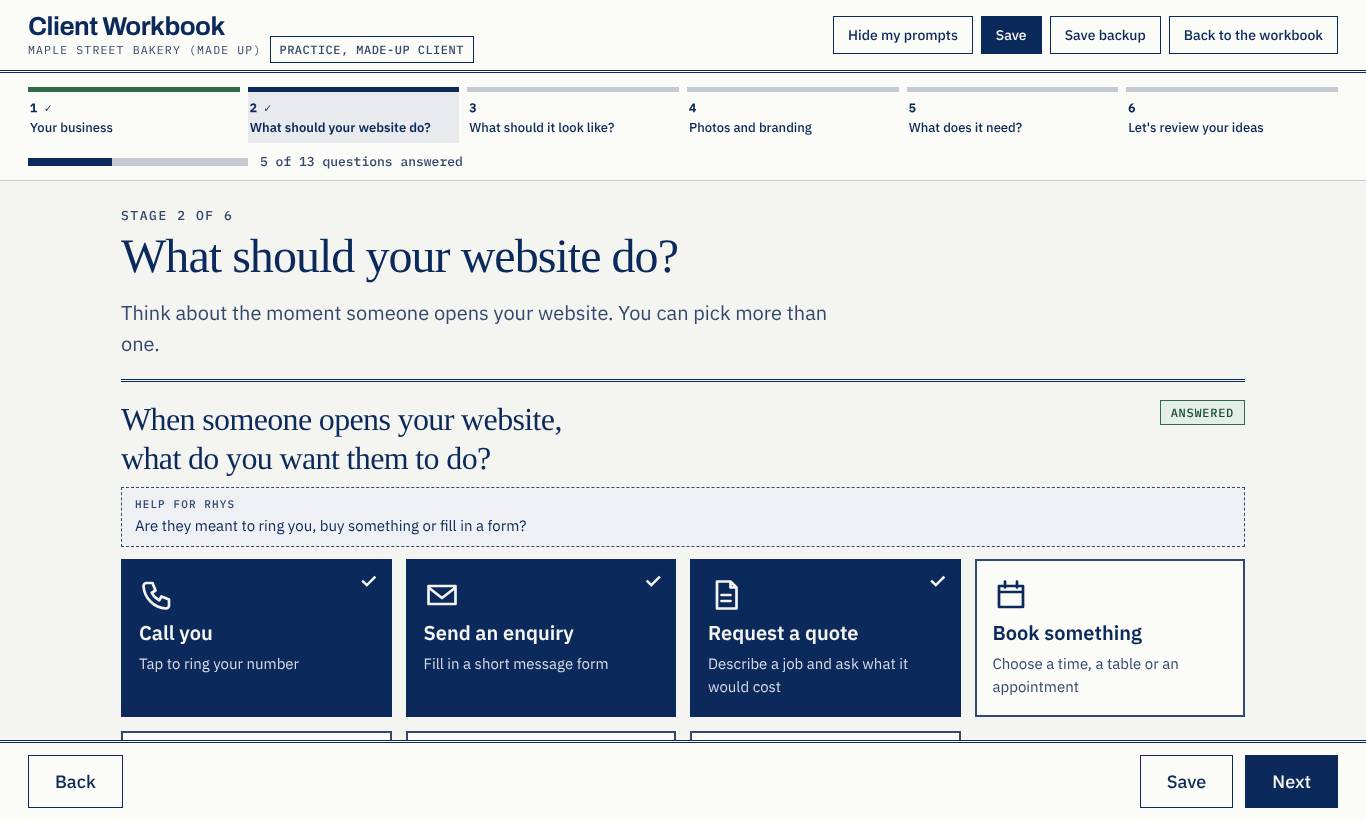 Client Workbook
MAPLE STREET BAKERY (MADE UP)
PRACTICE, MADE-UP CLIENT
Hide my prompts
Save
Save backup
Back to the workbook
1 ✓
Your business
2 ✓
What should your website do?
3
What should it look like?
4
Photos and branding
5
What does it need?
6
Let's review your ideas
5 of 13 questions answered
STAGE 2 OF 6
What should your website do?
Think about the moment someone opens your website. You can pick more than
one.
When someone opens your website,
what do you want them to do?
ANSWERED
HELP FOR RHYS
Are they meant to ring you, buy something or fill in a form?
Call you
Tap to ring your number
Send an enquiry
Fill in a short message form
Request a quote
Describe a job and ask what it
would cost
Book something
Choose a time, a table or an
appointment
Back
Save
Next